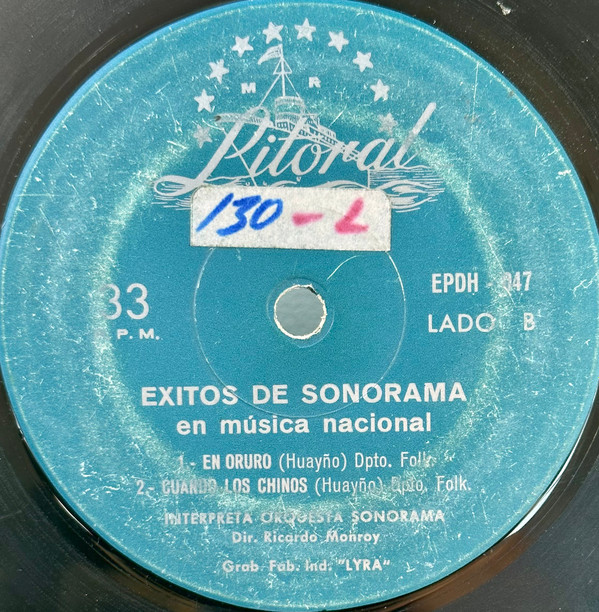 M R
Litoral
130-L
33
R.P.M.
EPDH - 047
LADO B
EXITOS DE SONORAMA
en música nacional
1 - EN ORURO (Huayño) Dpto. Folk.
2 - CUANDO LOS CHINOS (Huayño) Dpto. Folk.
INTERPRETA ORQUESTA SONORAMA
Dir. Ricardo Monroy
Grab. Fab. Ind. "LYRA"